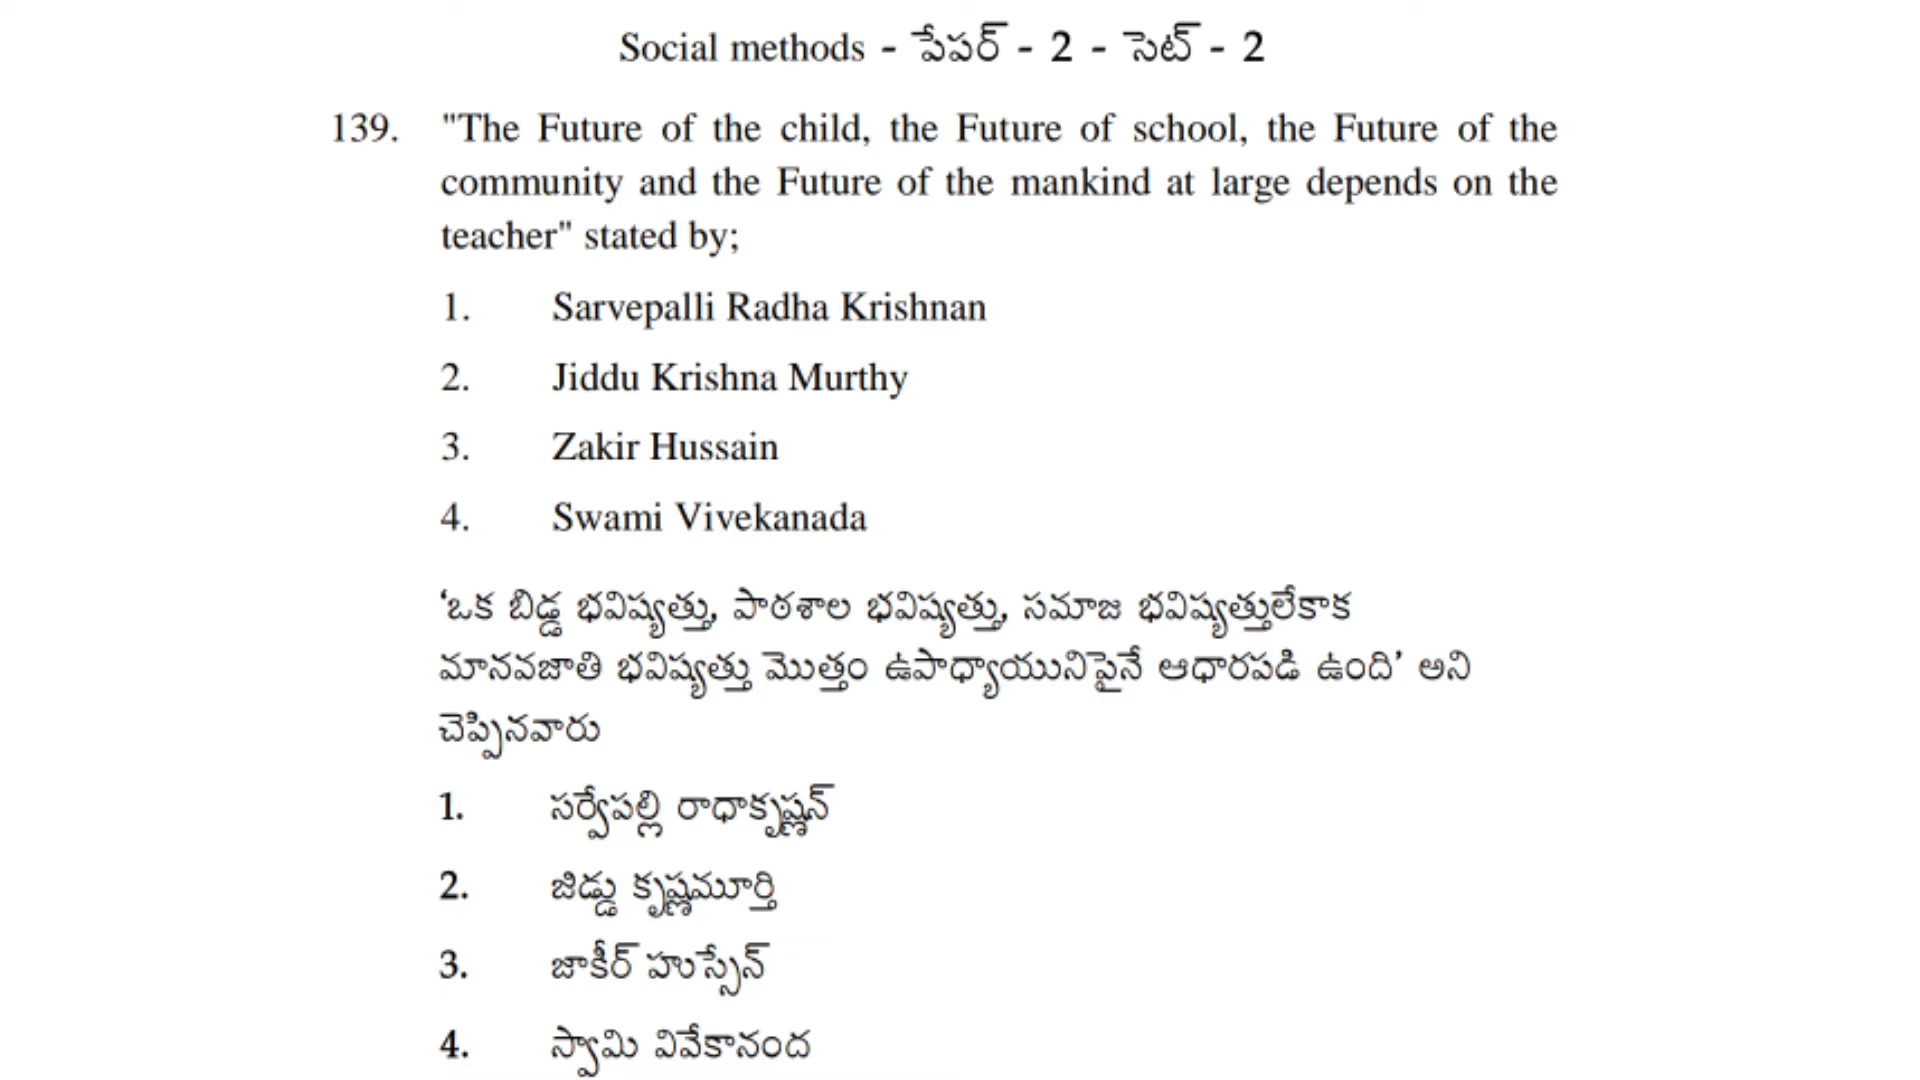 Social methods - పేపర్ - 2 - సెట్ - 2
139. "The Future of the child, the Future of school, the Future of the
community and the Future of the mankind at large depends on the
teacher" stated by;
1. Sarvepalli Radha Krishnan
2. Jiddu Krishna Murthy
3. Zakir Hussain
4. Swami Vivekanada
‘ఒక బిడ్డ భవిష్యత్తు, పాఠశాల భవిష్యత్తు, సమాజ భవిష్యత్తులేకాక
మానవజాతి భవిష్యత్తు మొత్తం ఉపాధ్యాయునిపైనే ఆధారపడి ఉంది’ అని
చెప్పినవారు
1. సర్వేపల్లి రాధాకృష్ణన్
2. జిడ్డు కృష్ణమూర్తి
3. జాకీర్ హుస్సేన్
4. స్వామి వివేకానంద